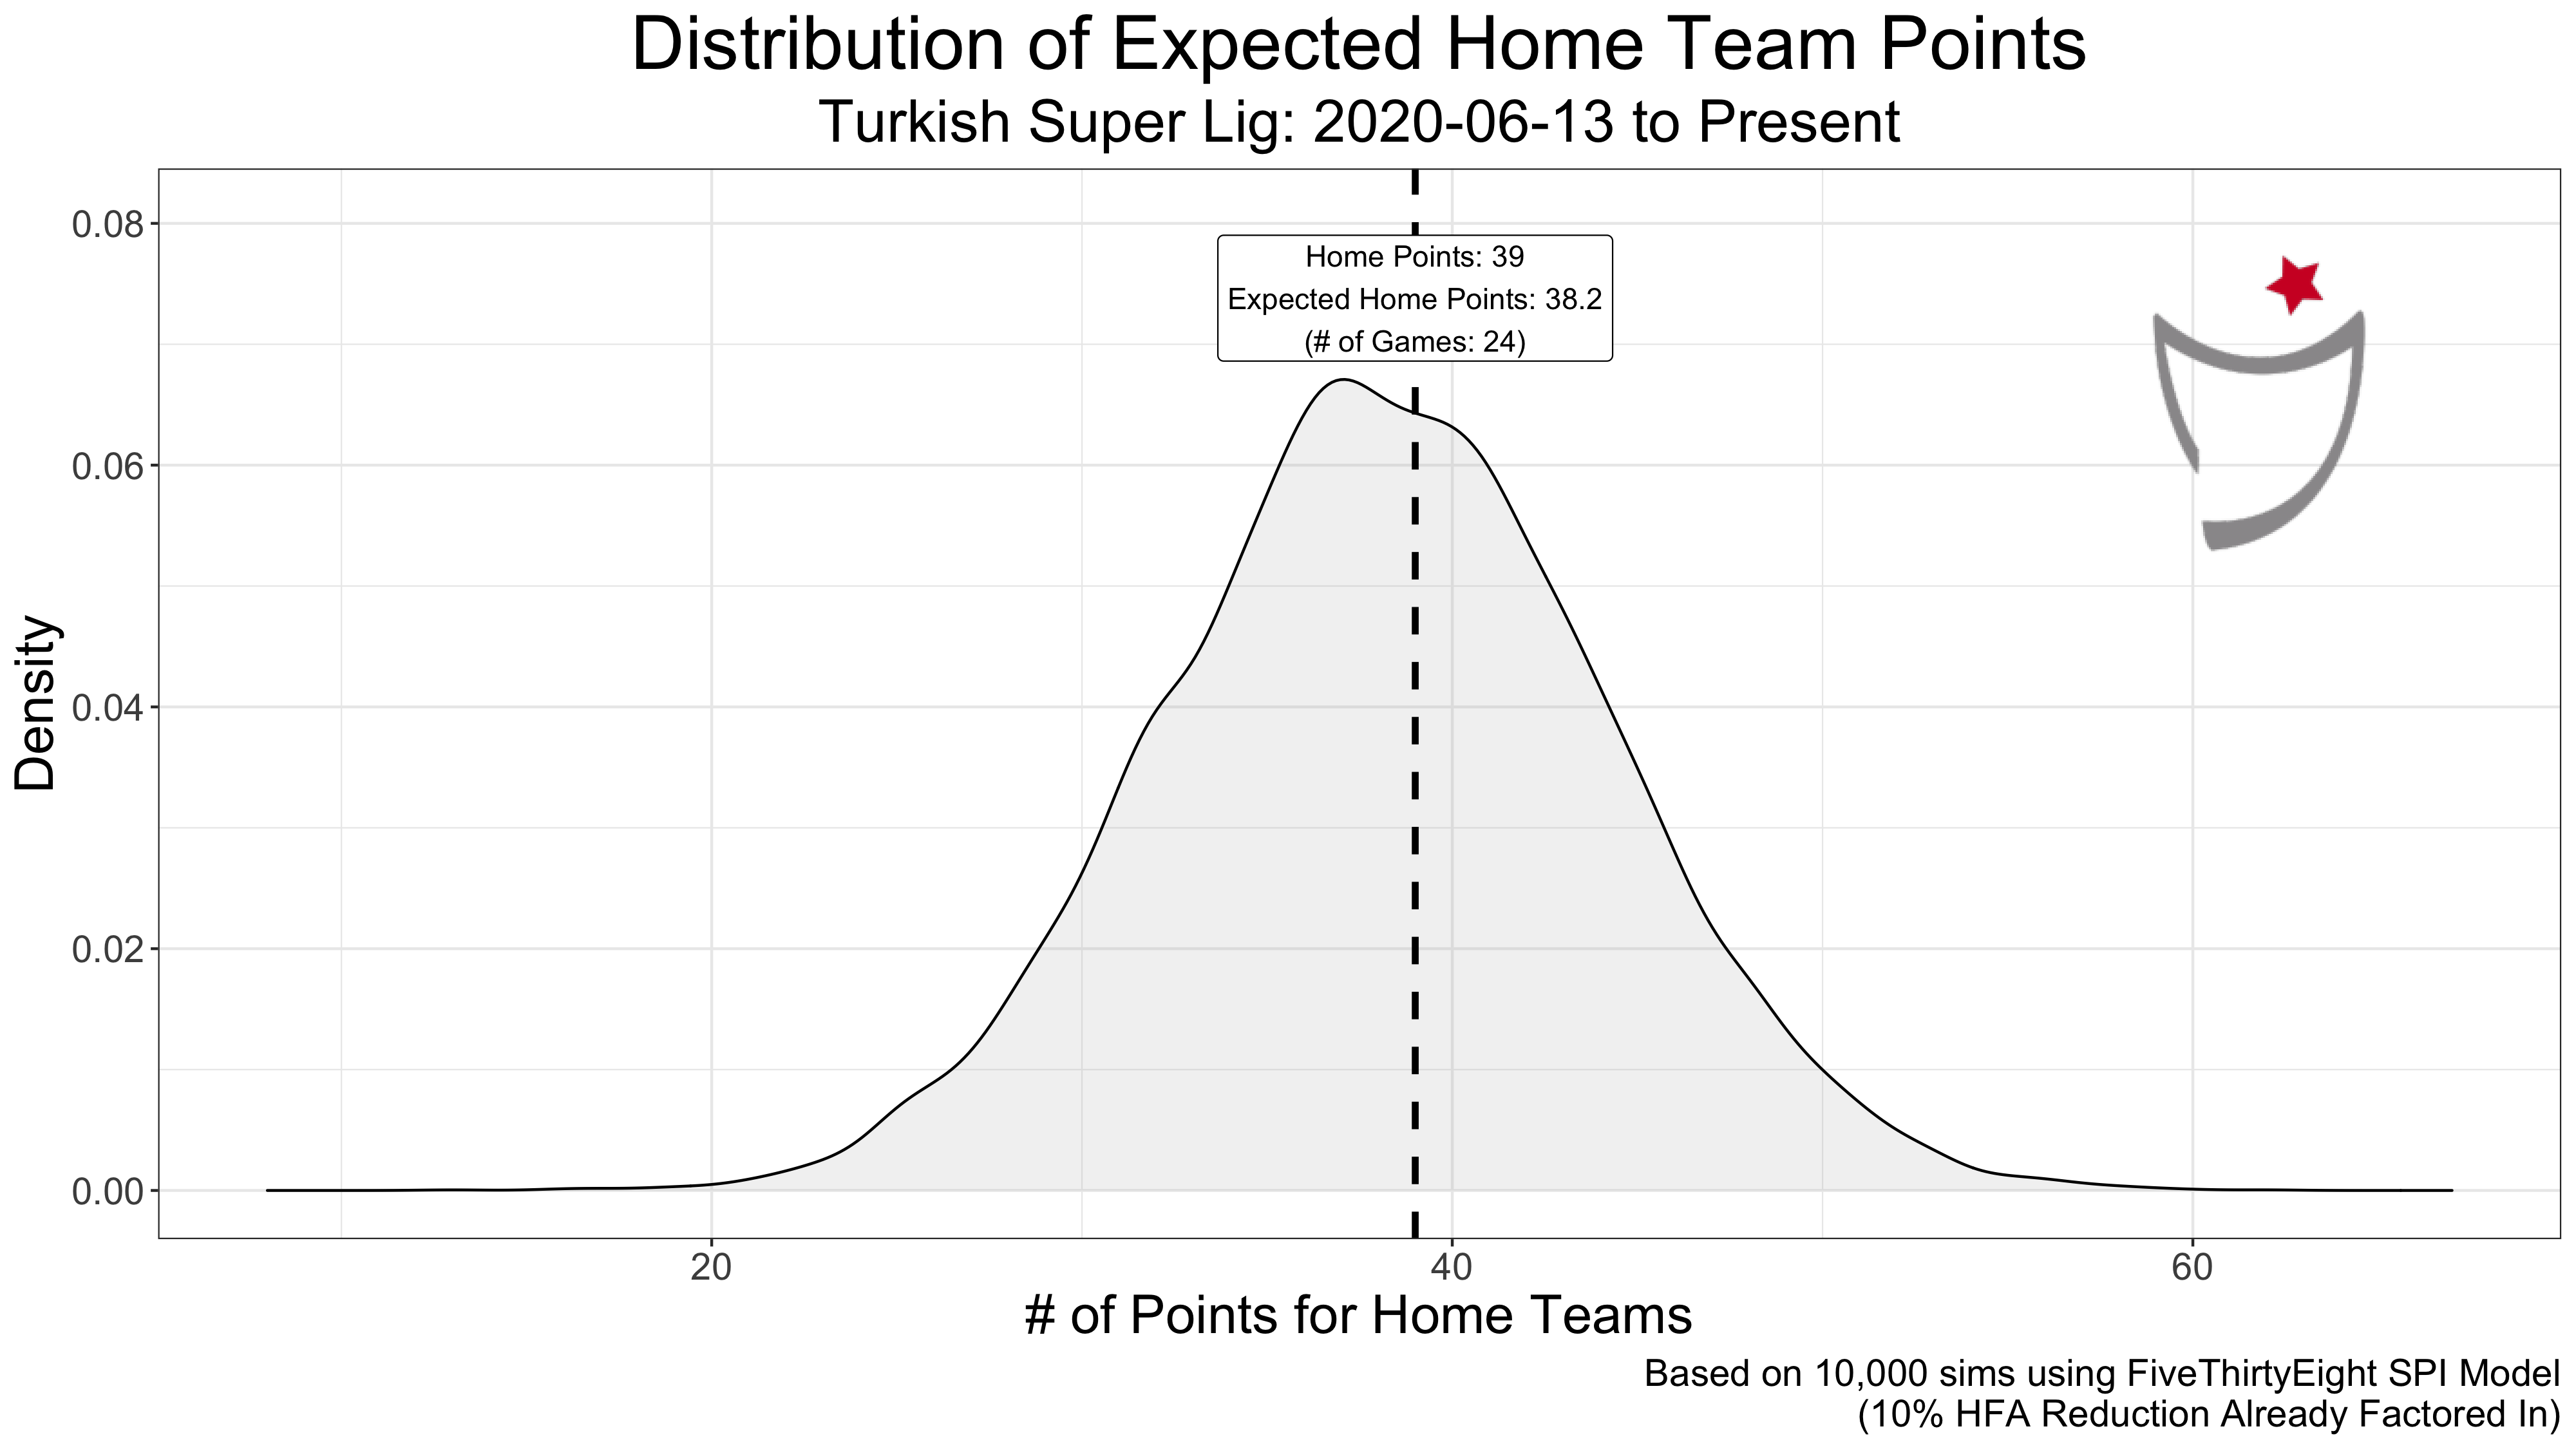 Distribution of Expected Home Team Points
Turkish Super Lig: 2020-06-13 to Present
0.08
0.06
0.04
0.02
0.00
Density
Home Points: 39
Expected Home Points: 38.2
(# of Games: 24)
20
40
60
# of Points for Home Teams
Based on 10,000 sims using FiveThirtyEight SPI Model
(10% HFA Reduction Already Factored In)